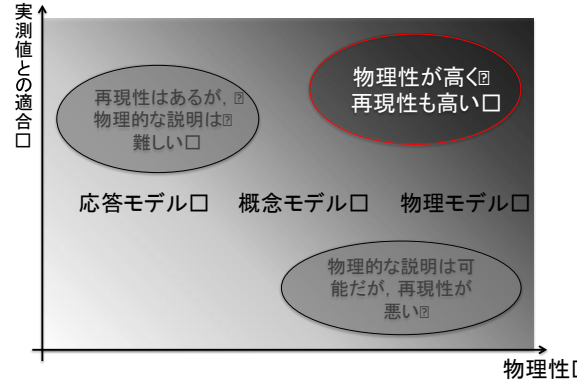 実測値との適合
物理性が高く
再現性も高い
再現性はあるが，
物理的な説明は
難しい
応答モデル
概念モデル
物理モデル
物理的な説明は可
能だが，再現性が
悪い
物理性